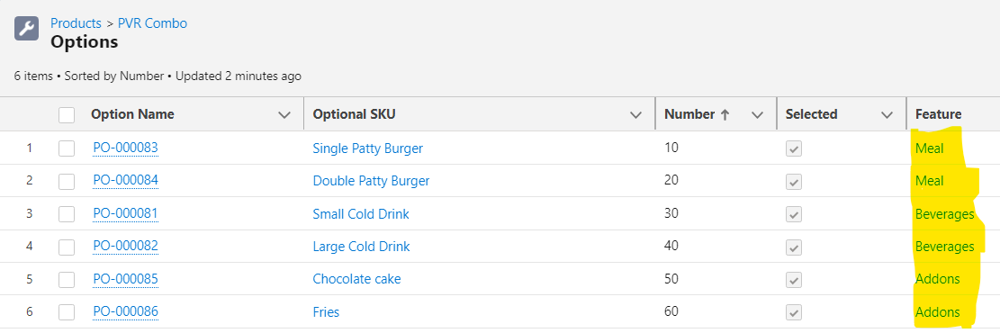 Products > PVR Combo
Options
6 items • Sorted by Number • Updated 2 minutes ago
Option Name Optional SKU Number ↑ Selected Feature
1 PO-000083 Single Patty Burger 10 Meal
2 PO-000084 Double Patty Burger 20 Meal
3 PO-000081 Small Cold Drink 30 Beverages
4 PO-000082 Large Cold Drink 40 Beverages
5 PO-000085 Chocolate cake 50 Addons
6 PO-000086 Fries 60 Addons